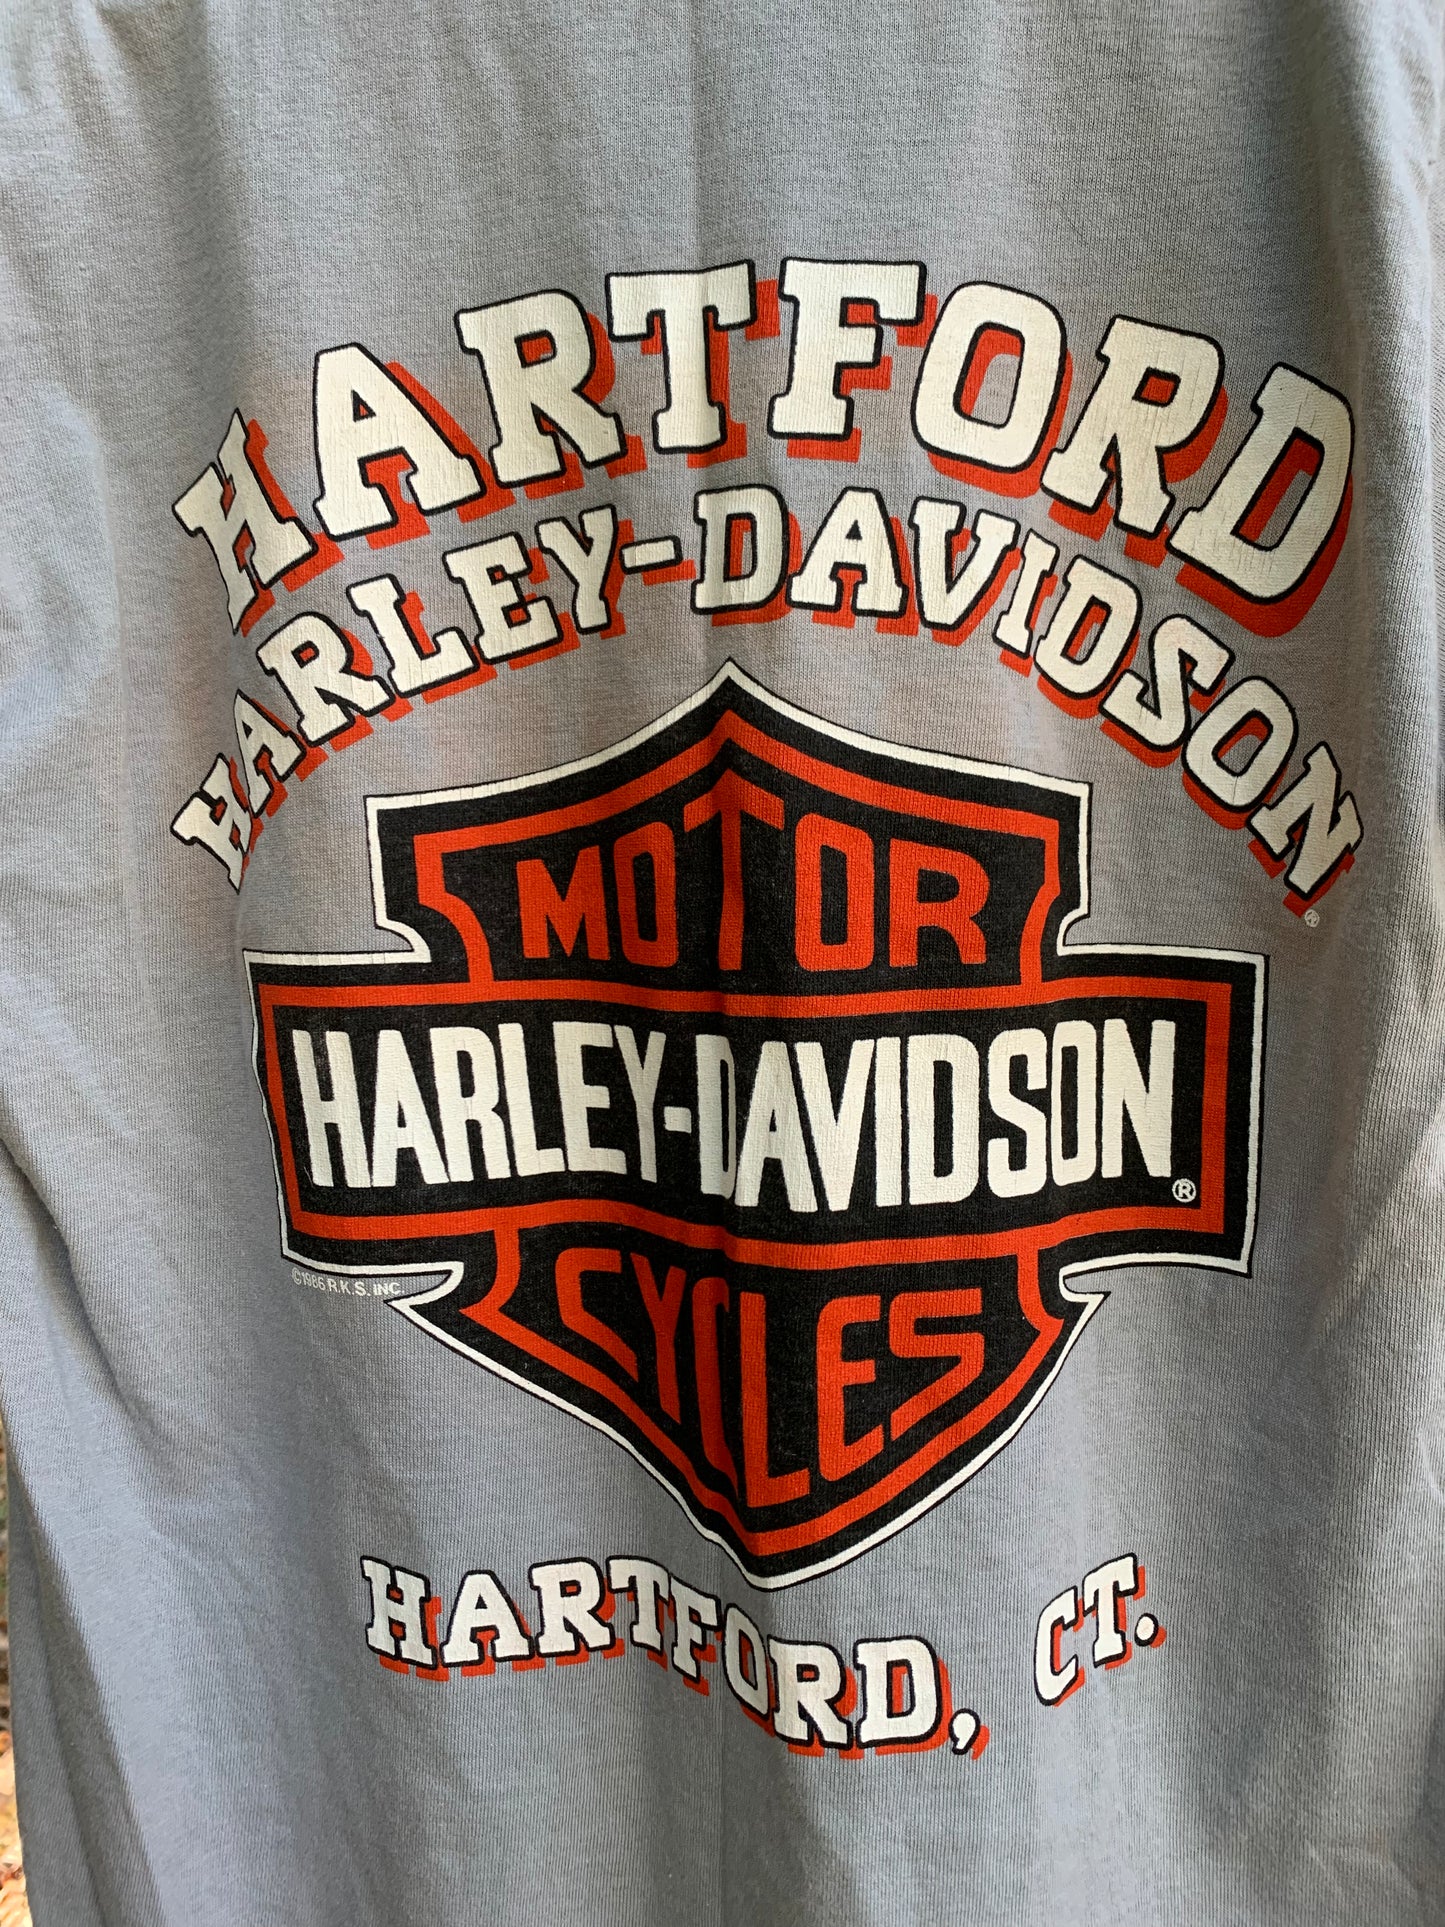 HARTFORD
HARLEY-DAVIDSON®
MOTOR
HARLEY-DAVIDSON®
CYCLES
©1986 R.K.S. INC.
HARTFORD, CT.